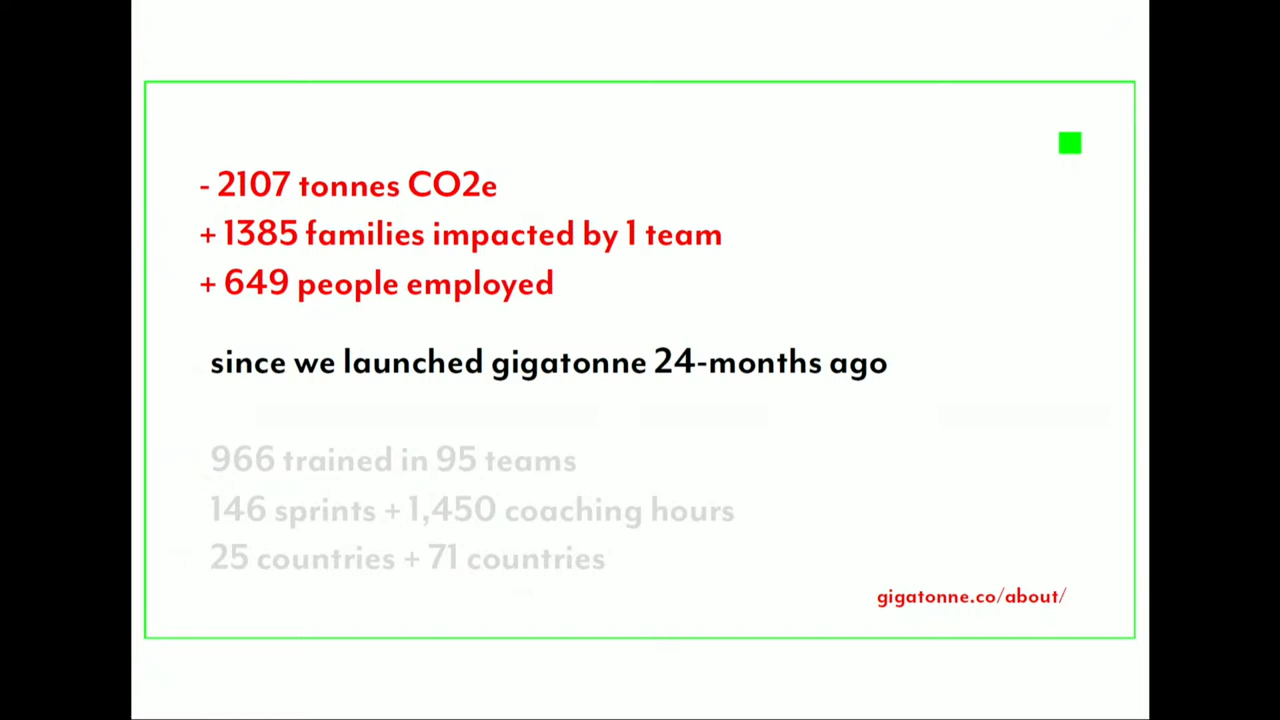 - 2107 tonnes CO2e
+ 1385 families impacted by 1 team
+ 649 people employed
since we launched gigatonne 24-months ago
966 trained in 95 teams
146 sprints + 1,450 coaching hours
25 countries + 71 countries
gigatonne.co/about/